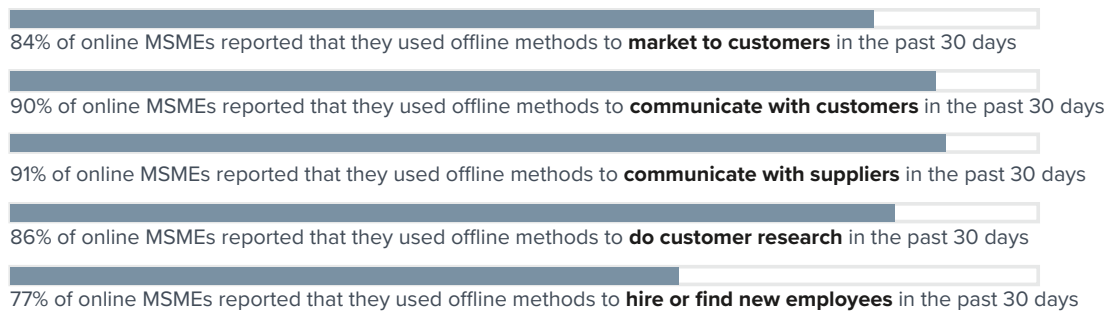 84% of online MSMEs reported that they used offline methods to market to customers in the past 30 days
90% of online MSMEs reported that they used offline methods to communicate with customers in the past 30 days
91% of online MSMEs reported that they used offline methods to communicate with suppliers in the past 30 days
86% of online MSMEs reported that they used offline methods to do customer research in the past 30 days
77% of online MSMEs reported that they used offline methods to hire or find new employees in the past 30 days